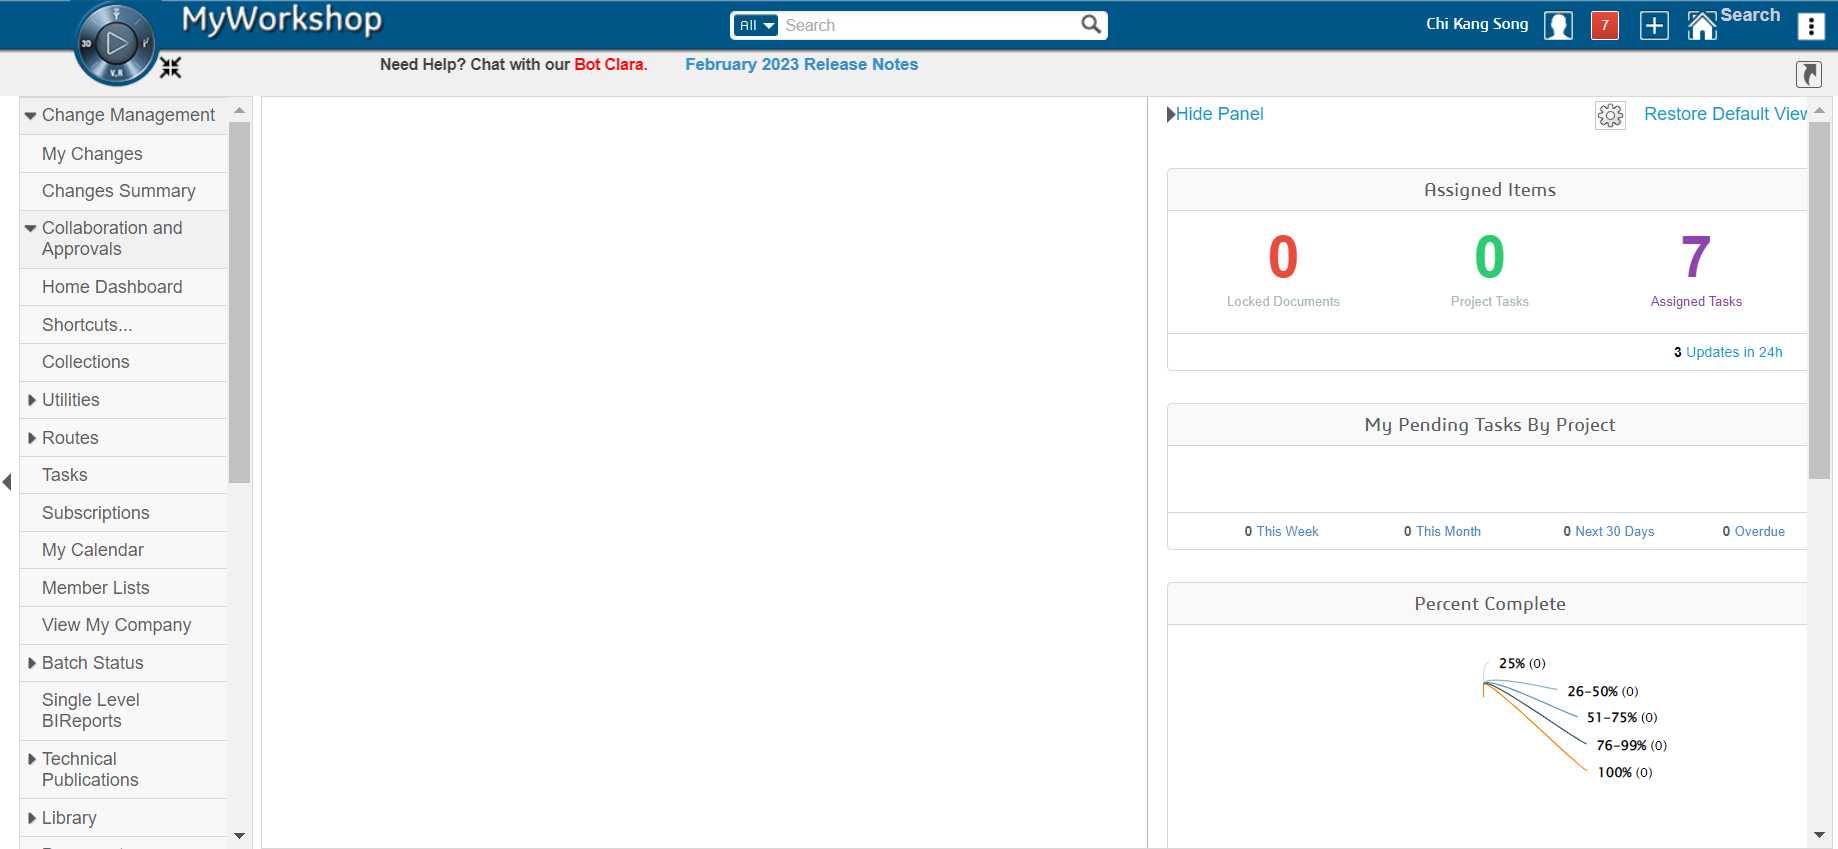 MyWorkshop
All
Search
Chi Kang Song
7
Search
3D
V,R
Need Help? Chat with our Bot Clara.
February 2023 Release Notes
Change Management
My Changes
Changes Summary
Collaboration and
Approvals
Home Dashboard
Shortcuts...
Collections
Utilities
Routes
Tasks
Subscriptions
My Calendar
Member Lists
View My Company
Batch Status
Single Level
BIReports
Technical
Publications
Library
Hide Panel
Restore Default View
Assigned Items
0
0
7
Locked Documents
Project Tasks
Assigned Tasks
3 Updates in 24h
My Pending Tasks By Project
0 This Week
0 This Month
0 Next 30 Days
0 Overdue
Percent Complete
25% (0)
26-50% (0)
51-75% (0)
76-99% (0)
100% (0)